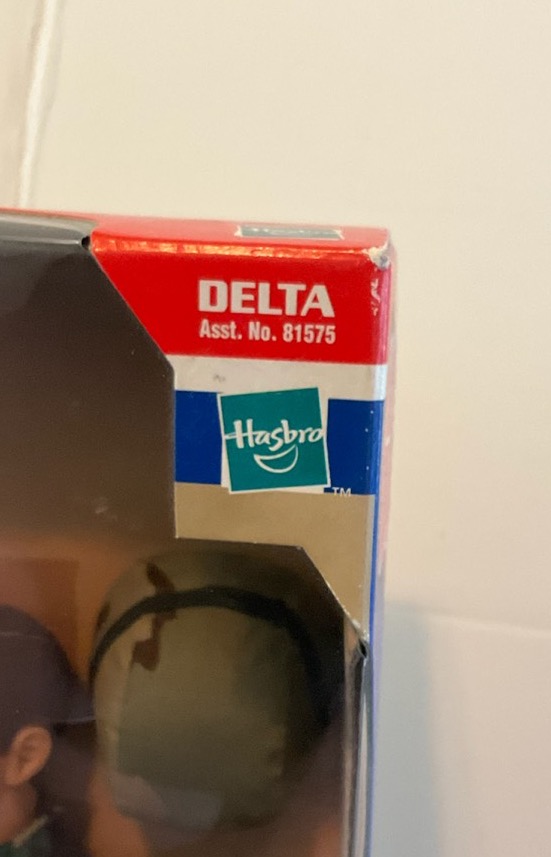 DELTA
Asst. No. 81575
Hasbro
TM